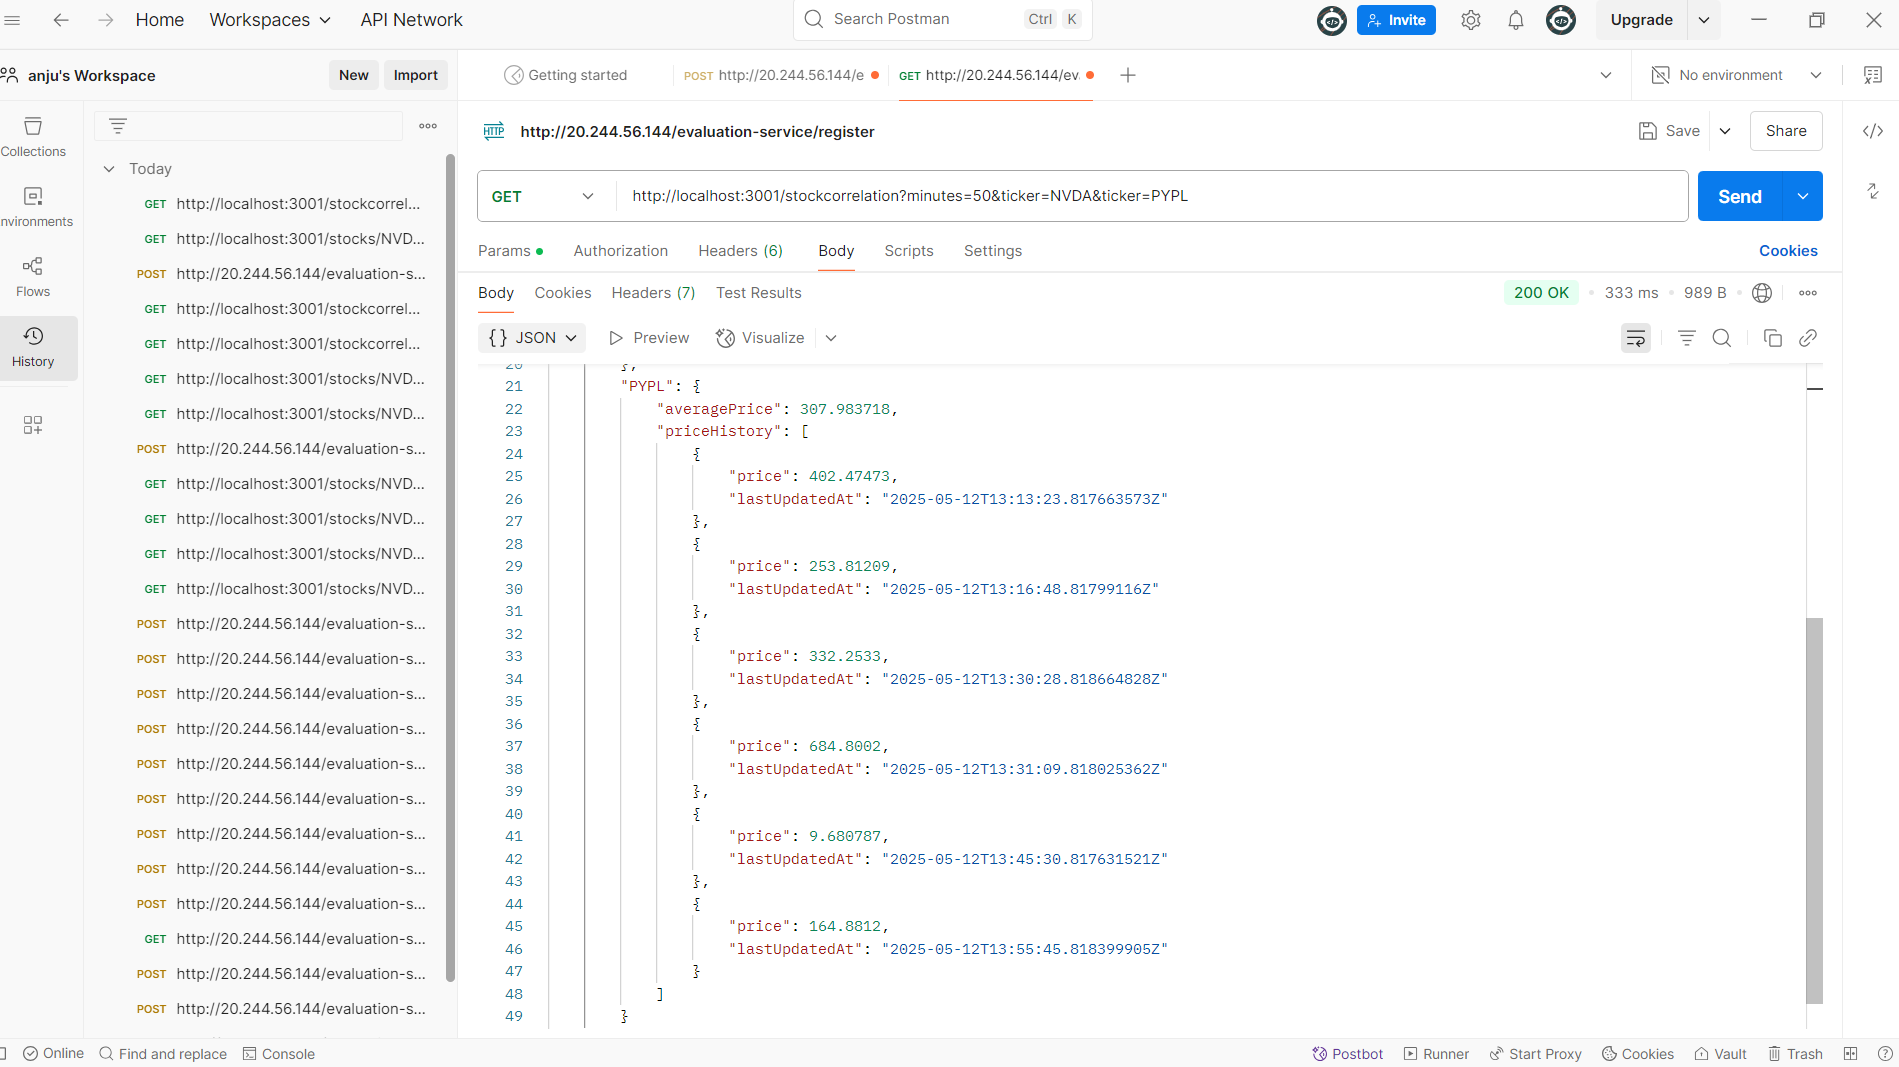 Home Workspaces API Network Search Postman Ctrl K Invite Upgrade
anju's Workspace New Import Getting started POST http://20.244.56.144/e GET http://20.244.56.144/ev. No environment
Collections
nvironments
Flows
History
Today
GET http://localhost:3001/stockcorrel...
GET http://localhost:3001/stocks/NVD...
POST http://20.244.56.144/evaluation-s...
GET http://localhost:3001/stockcorrel...
GET http://localhost:3001/stockcorrel...
GET http://localhost:3001/stocks/NVD...
GET http://localhost:3001/stocks/NVD...
POST http://20.244.56.144/evaluation-s...
GET http://localhost:3001/stocks/NVD...
GET http://localhost:3001/stocks/NVD...
GET http://localhost:3001/stocks/NVD...
GET http://localhost:3001/stocks/NVD...
POST http://20.244.56.144/evaluation-s...
POST http://20.244.56.144/evaluation-s...
POST http://20.244.56.144/evaluation-s...
POST http://20.244.56.144/evaluation-s...
POST http://20.244.56.144/evaluation-s...
POST http://20.244.56.144/evaluation-s...
POST http://20.244.56.144/evaluation-s...
POST http://20.244.56.144/evaluation-s...
POST http://20.244.56.144/evaluation-s...
GET http://20.244.56.144/evaluation-s...
POST http://20.244.56.144/evaluation-s...
POST http://20.244.56.144/evaluation-s...
HTTP http://20.244.56.144/evaluation-service/register Save Share
GET http://localhost:3001/stockcorrelation?minutes=50&ticker=NVDA&ticker=PYPL Send
Params Authorization Headers (6) Body Scripts Settings Cookies
Body Cookies Headers (7) Test Results 200 OK 333 ms 989 B
{} JSON Preview Visualize
20 },
21 "PYPL": {
22 "averagePrice": 307.983718,
23 "priceHistory": [
24 {
25 "price": 402.47473,
26 "lastUpdatedAt": "2025-05-12T13:13:23.817663573Z"
27 },
28 {
29 "price": 253.81209,
30 "lastUpdatedAt": "2025-05-12T13:16:48.81799116Z"
31 },
32 {
33 "price": 332.2533,
34 "lastUpdatedAt": "2025-05-12T13:30:28.818664828Z"
35 },
36 {
37 "price": 684.8002,
38 "lastUpdatedAt": "2025-05-12T13:31:09.818025362Z"
39 },
40 {
41 "price": 9.680787,
42 "lastUpdatedAt": "2025-05-12T13:45:30.817631521Z"
43 },
44 {
45 "price": 164.8812,
46 "lastUpdatedAt": "2025-05-12T13:55:45.818399905Z"
47 }
48 ]
49 }
Online Find and replace Console Postbot Runner Start Proxy Cookies Vault Trash